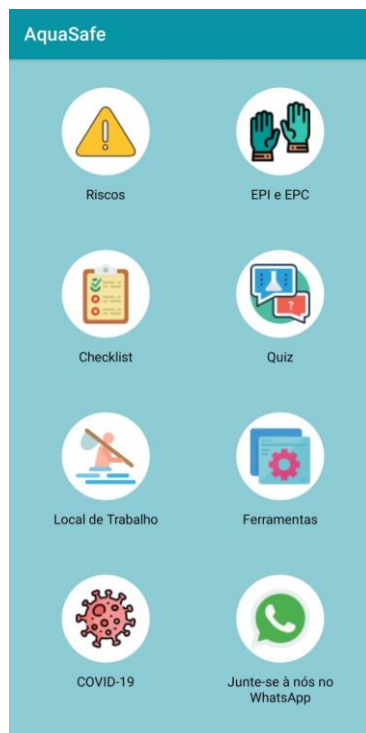 AquaSafe
Riscos
EPI e EPC
Checklist
Quiz
Local de Trabalho
Ferramentas
COVID-19
Junte-se à nós no
WhatsApp